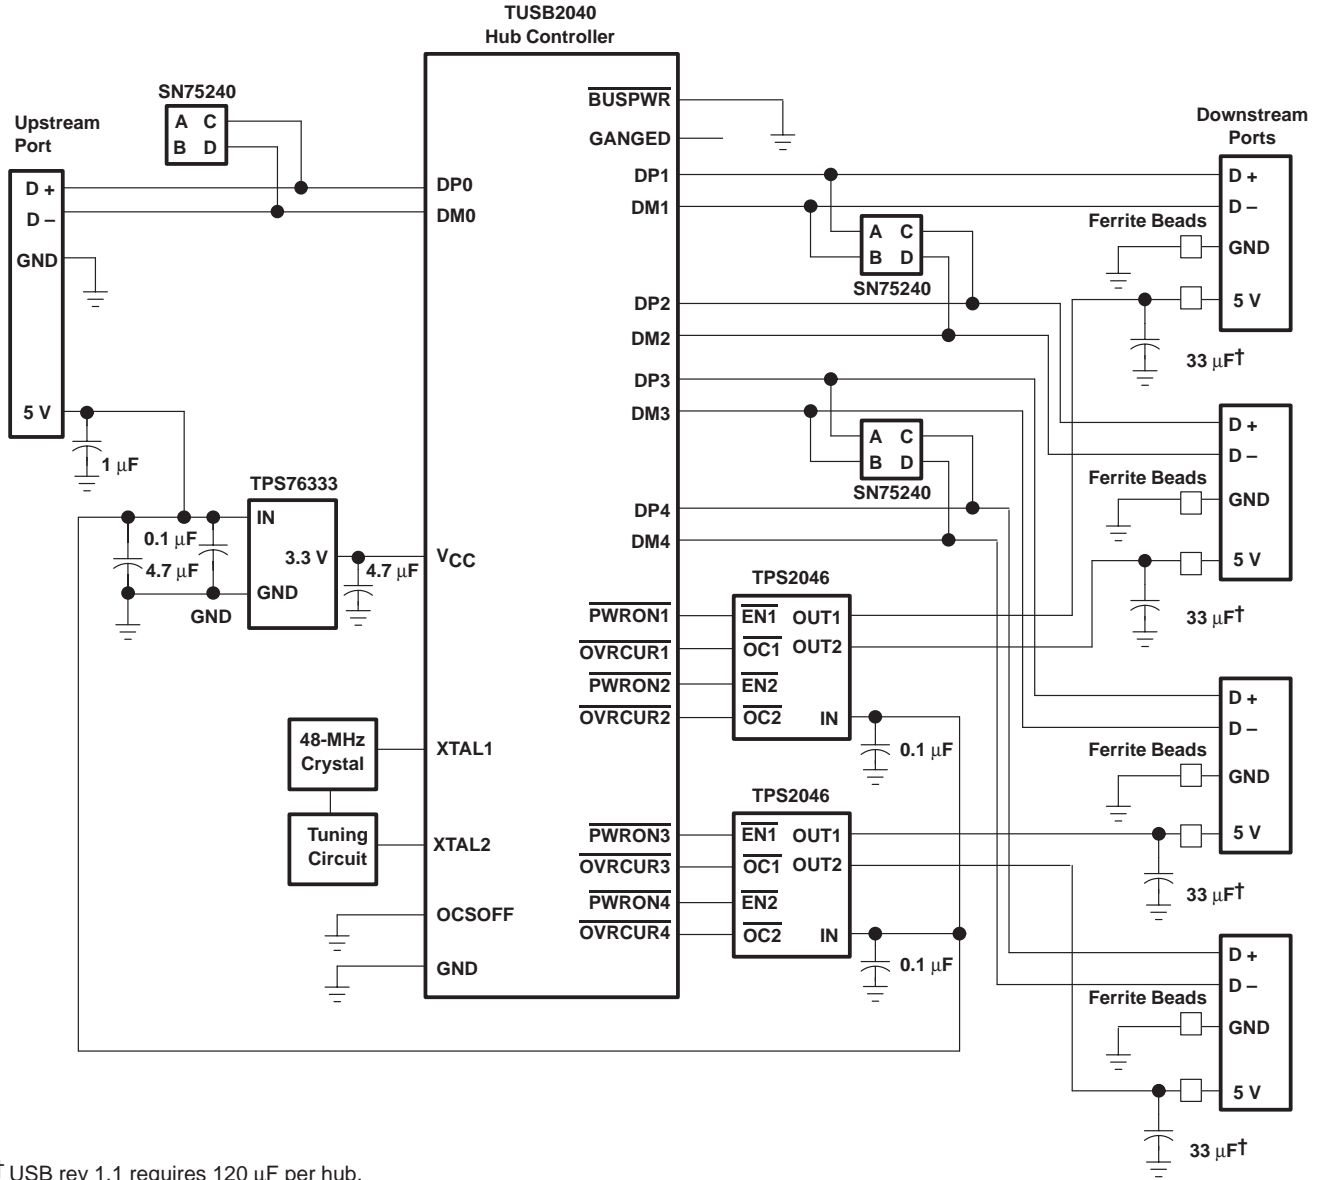 TUSB2040
Hub Controller
SN75240
A C
B D
Upstream
Port
D +
D –
GND
5 V
1 µF
TPS76333
IN
3.3 V
GND
0.1 µF
4.7 µF
GND
4.7 µF
48-MHz
Crystal
Tuning
Circuit
DP0
DM0
VCC
XTAL1
XTAL2
OCSOFF
GND
BUSPWR
GANGED
DP1
DM1
DP2
DM2
DP3
DM3
DP4
DM4
PWRON1
OVRCUR1
PWRON2
OVRCUR2
PWRON3
OVRCUR3
PWRON4
OVRCUR4
A C
B D
SN75240
A C
B D
SN75240
TPS2046
EN1 OUT1
OC1 OUT2
EN2
OC2 IN
0.1 µF
TPS2046
EN1 OUT1
OC1 OUT2
EN2
OC2 IN
0.1 µF
Downstream
Ports
D +
D –
Ferrite Beads
GND
5 V
33 µF†
D +
D –
Ferrite Beads
GND
5 V
33 µF†
D +
D –
Ferrite Beads
GND
5 V
33 µF†
D +
D –
Ferrite Beads
GND
5 V
33 µF†
† USB rev 1.1 requires 120 µF per hub.